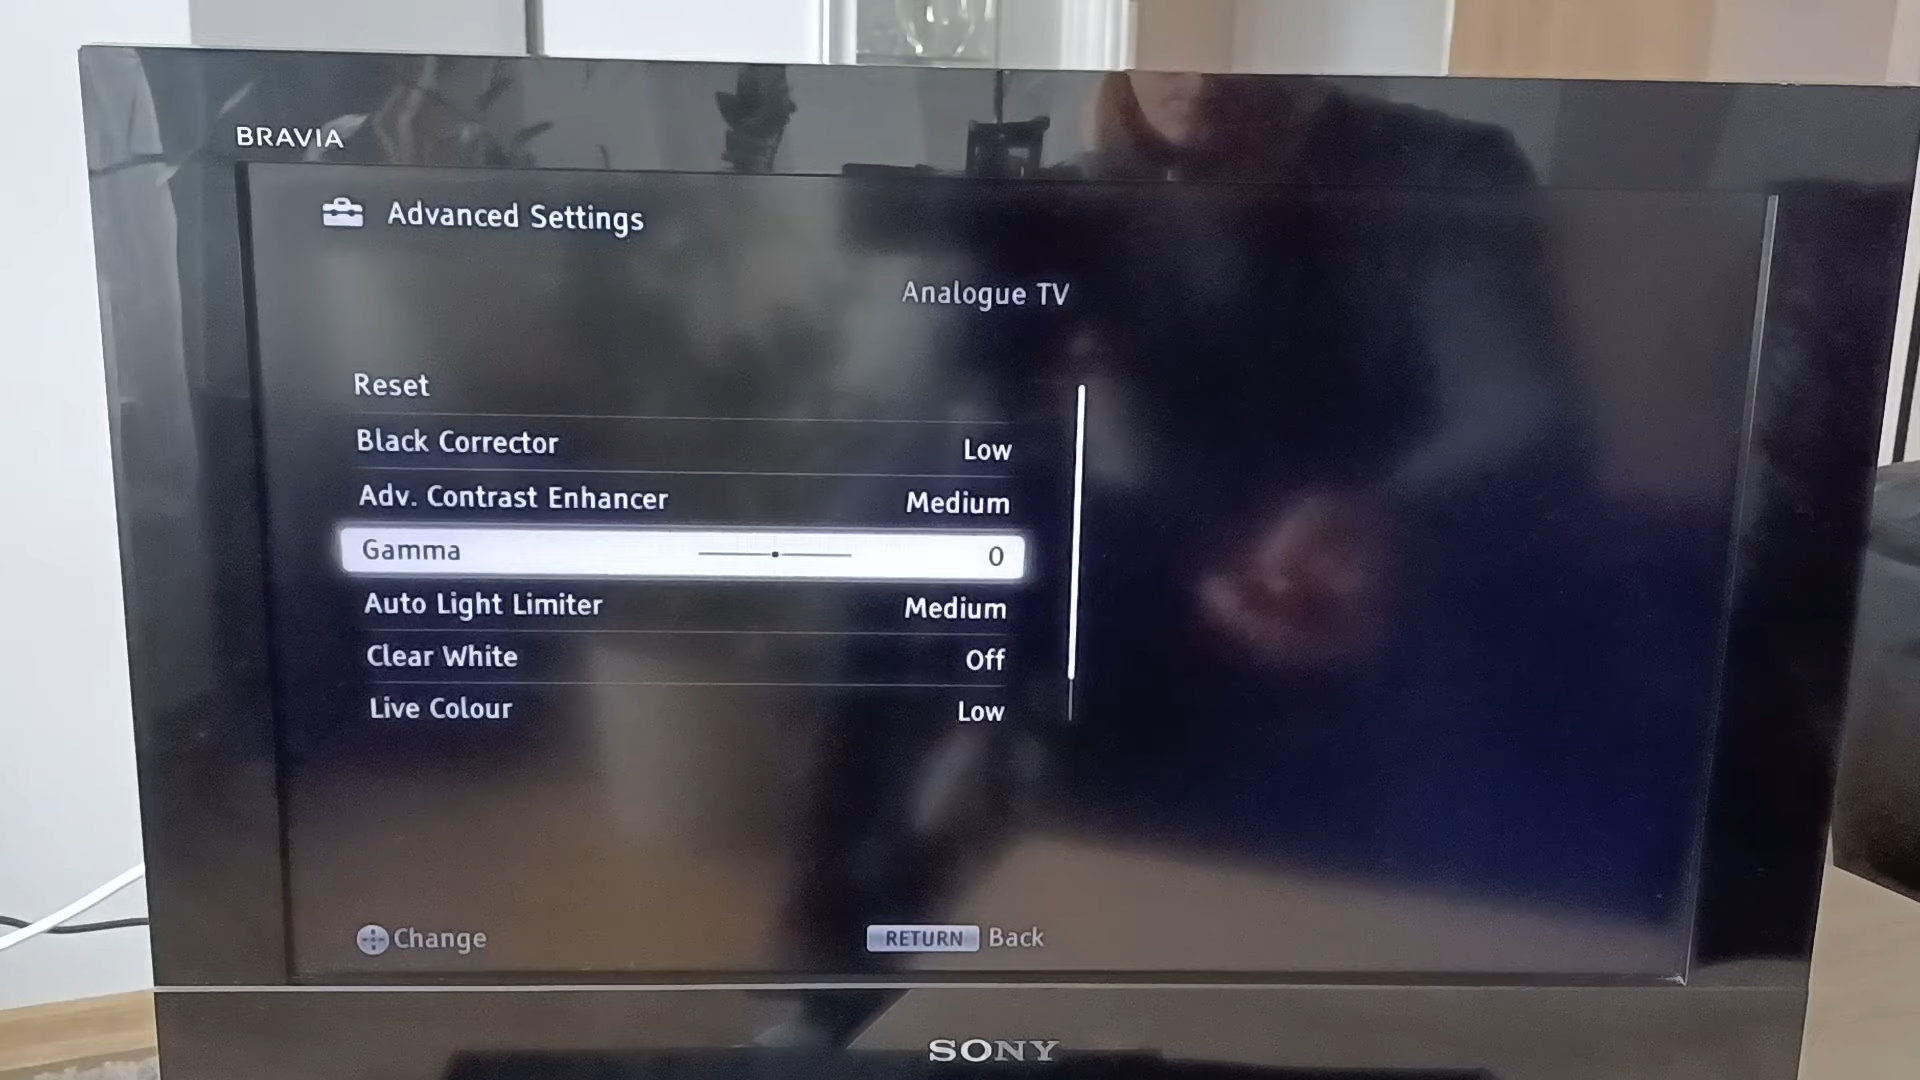 BRAVIA
Advanced Settings
Analogue TV
Reset
Black Corrector Low
Adv. Contrast Enhancer Medium
Gamma 0
Auto Light Limiter Medium
Clear White Off
Live Colour Low
Change RETURN Back
SONY